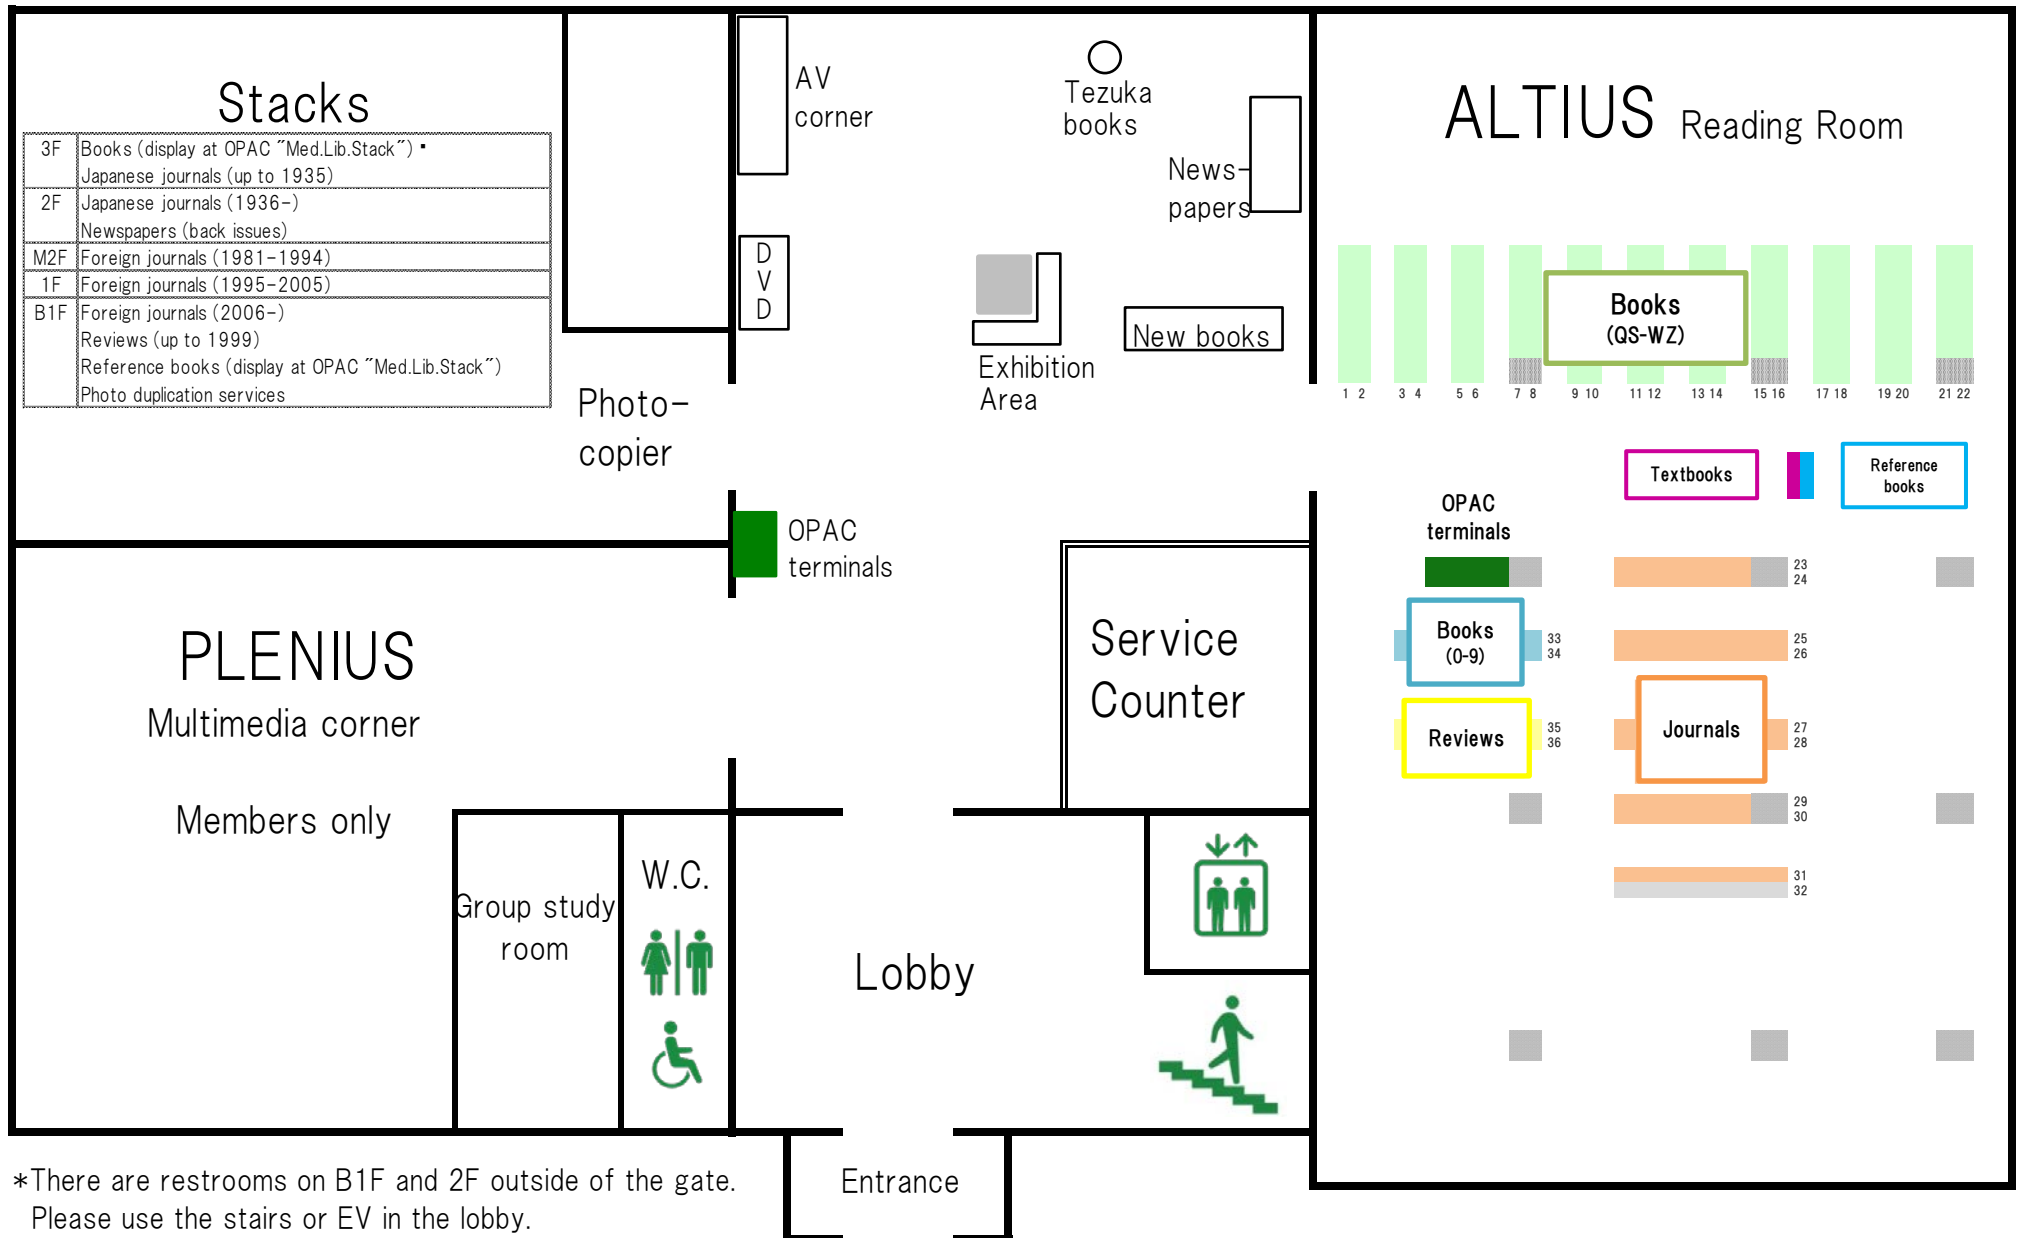 Stacks
3F Books (display at OPAC "Med.Lib.Stack")・
Japanese journals (up to 1935)
2F Japanese journals (1936-)
Newspapers (back issues)
M2F Foreign journals (1981-1994)
1F Foreign journals (1995-2005)
B1F Foreign journals (2006-)
Reviews (up to 1999)
Reference books (display at OPAC "Med.Lib.Stack")
Photo duplication services
Photo-
copier
AV
corner
D
V
D
Tezuka
books
News-
papers
Exhibition
Area
New books
OPAC
terminals
Service
Counter
ALTIUS Reading Room
Books
(QS-WZ)
1 2 3 4 5 6 7 8 9 10 11 12 13 14 15 16 17 18 19 20 21 22
Textbooks
Reference
books
OPAC
terminals
23
24
Books
(0-9)
33
34
25
26
Reviews
35
36
Journals
27
28
29
30
31
32
PLENIUS
Multimedia corner
Members only
Group study
room
W.C.
Lobby
Entrance
*There are restrooms on B1F and 2F outside of the gate.
Please use the stairs or EV in the lobby.